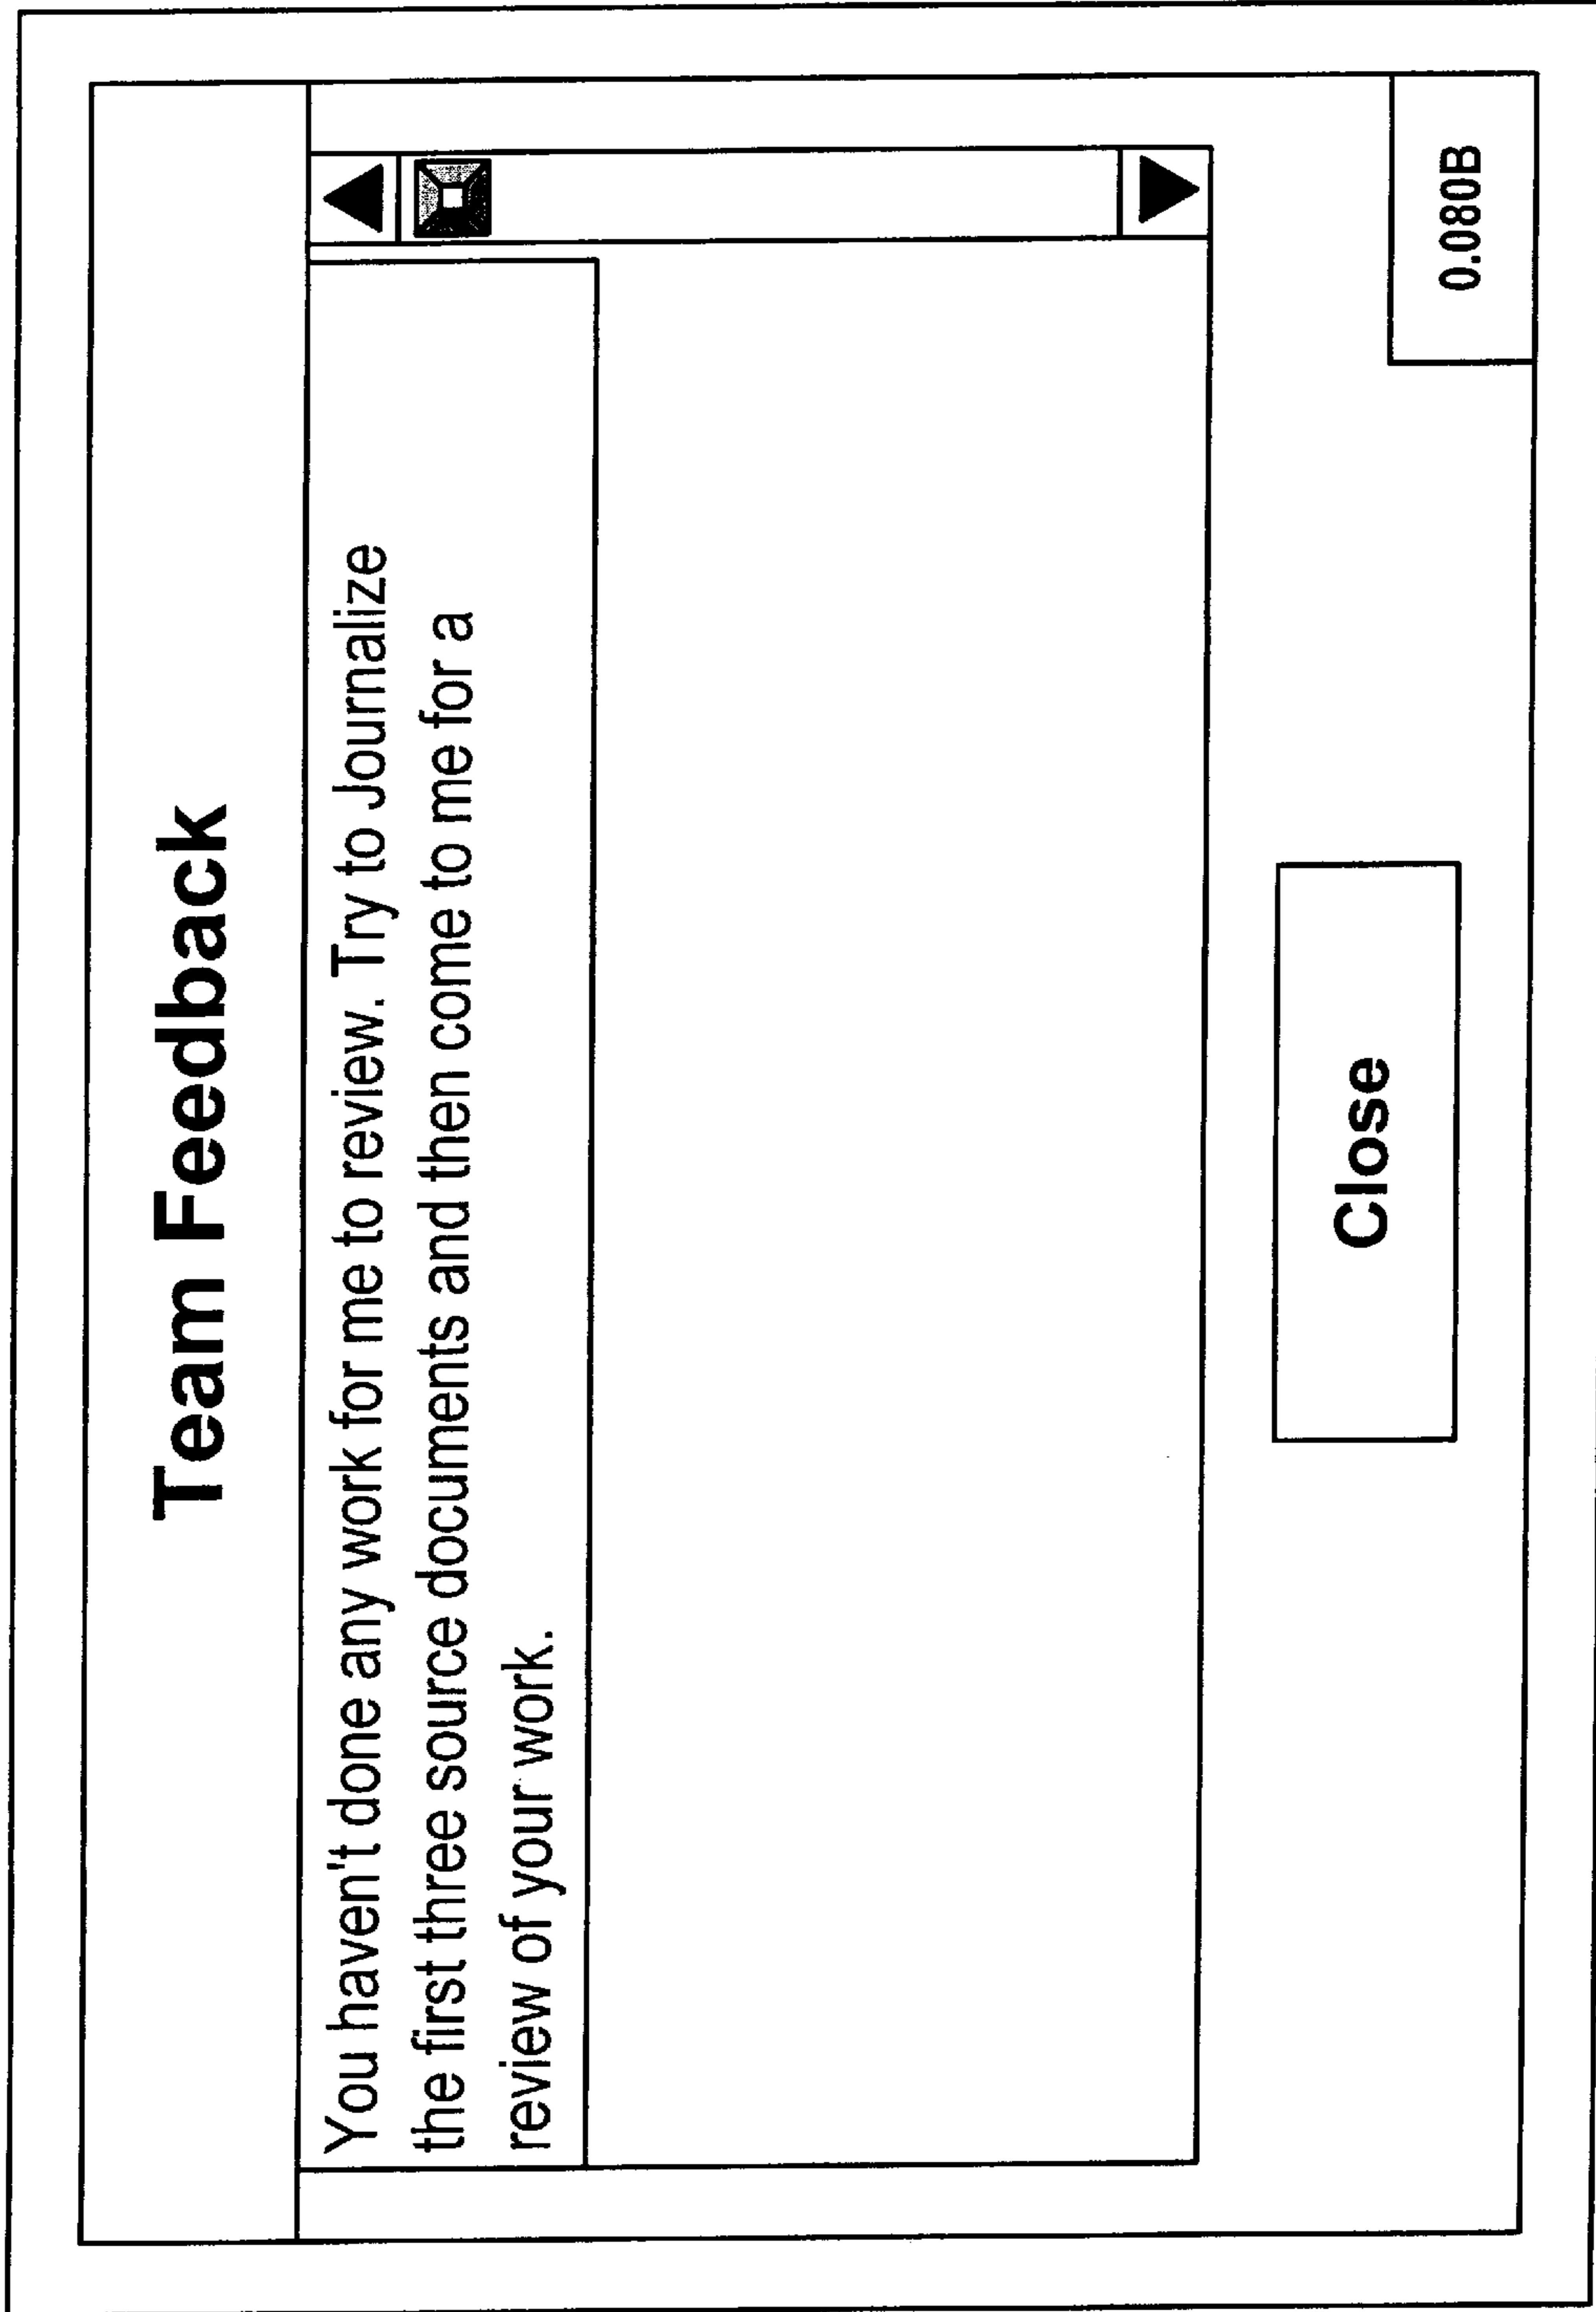 Team Feedback
You haven't done any work for me to review. Try to Journalize
the first three source documents and then come to me for a
review of your work.
Close
0.080B